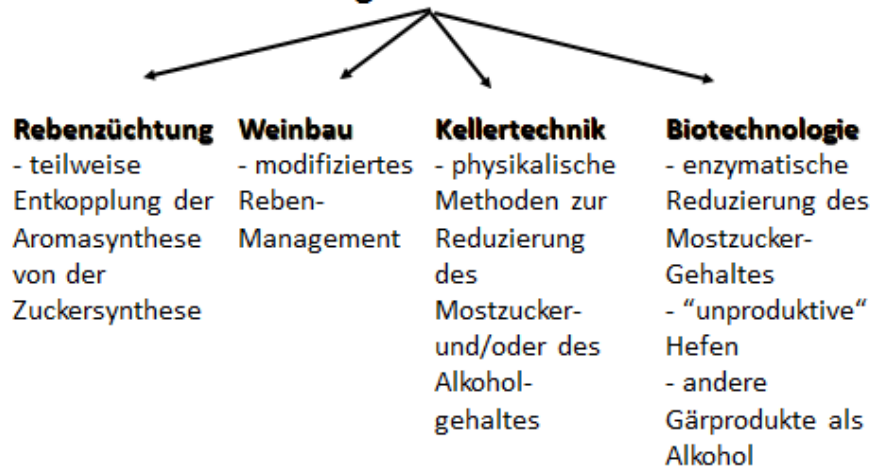 Rebenzüchtung
- teilweise
Entkopplung der
Aromasynthese
von der
Zuckersynthese
Weinbau
- modifiziertes
Reben-
Management
Kellertechnik
- physikalische
Methoden zur
Reduzierung
des
Mostzucker-
und/oder des
Alkohol-
gehaltes
Biotechnologie
- enzymatische
Reduzierung des
Mostzucker-
Gehaltes
- “unproduktive“
Hefen
- andere
Gärprodukte als
Alkohol